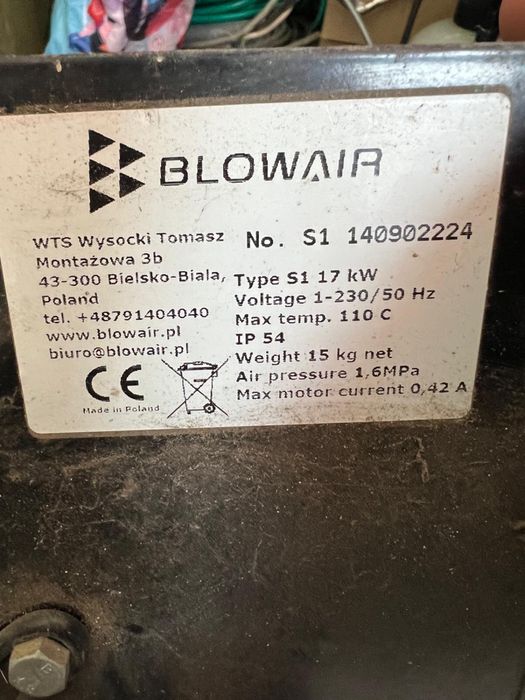 BLOWAIR
WTS Wysocki Tomasz
Montażowa 3b
43-300 Bielsko-Biala,
Poland
tel. +48791404040
www.blowair.pl
biuro@blowair.pl
CE
Made in Poland
No. S1 140902224
Type S1 17 kW
Voltage 1-230/50 Hz
Max temp. 110 C
IP 54
Weight 15 kg net
Air pressure 1,6MPa
Max motor current 0,42 A